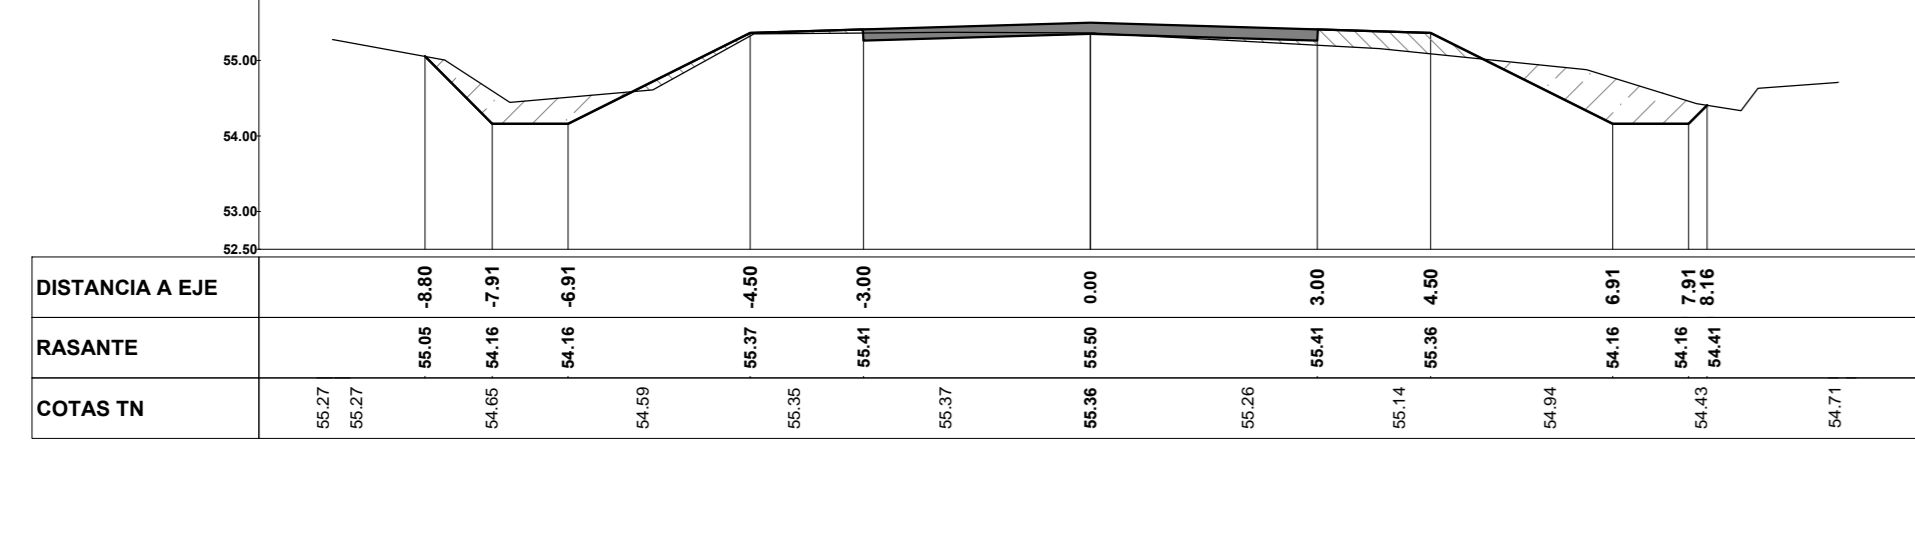 55.00
54.00
53.00
52.50
DISTANCIA A EJE -8.80 -7.91 -6.91 -4.50 -3.00 0.00 3.00 4.50 6.91 7.91 8.16
RASANTE 55.05 54.16 54.16 55.37 55.41 55.50 55.41 55.36 54.16 54.16 54.41
COTAS TN 55.27 55.27 54.65 54.59 55.35 55.37 55.36 55.26 55.14 54.94 54.43 54.71